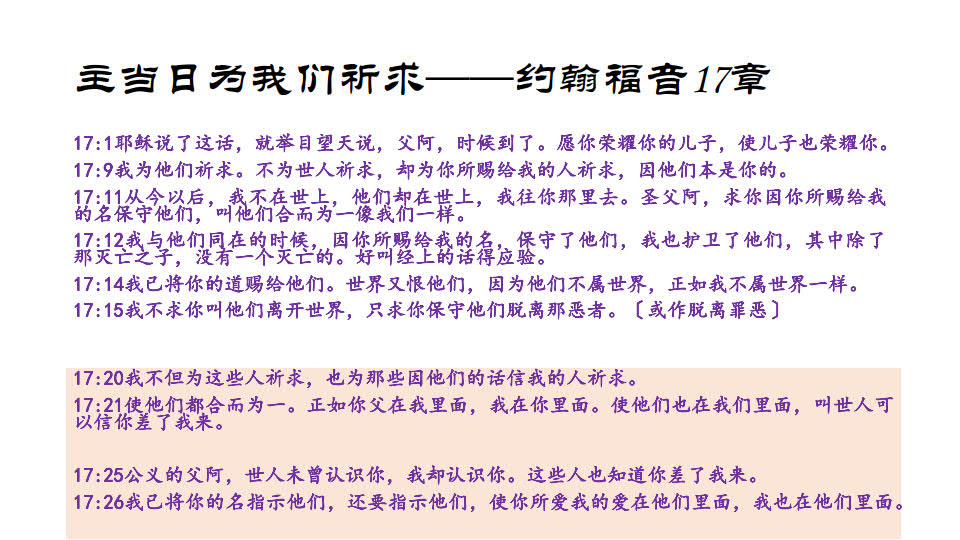 主当日为我们祈求——约翰福音17章
17:1耶稣说了这话，就举目望天说，父阿，时候到了。愿你荣耀你的儿子，使儿子也荣耀你。
17:9我为他们祈求。不为世人祈求，却为你所赐给我的人祈求，因他们本是你的。
17:11从今以后，我不在世上，他们却在世上，我往你那里去。圣父阿，求你因你所赐给我
的名保守他们，叫他们合而为一像我们一样。
17:12我与他们同在的时候，因你所赐给我的名，保守了他们，我也护卫了他们，其中除了
那灭亡之子，没有一个灭亡的。好叫经上的话得应验。
17:14我已将你的道赐给他们。世界又恨他们，因为他们不属世界，正如我不属世界一样。
17:15我不求你叫他们离开世界，只求你保守他们脱离那恶者。〔或作脱离罪恶〕
17:20我不但为这些人祈求，也为那些因他们的话信我的人祈求。
17:21使他们都合而为一。正如你父在我里面，我在你里面。使他们也在我们里面，叫世人可
以信你差了我来。
17:25公义的父阿，世人未曾认识你，我却认识你。这些人也知道你差了我来。
17:26我已将你的名指示他们，还要指示他们，使你所爱我的爱在他们里面，我也在他们里面。